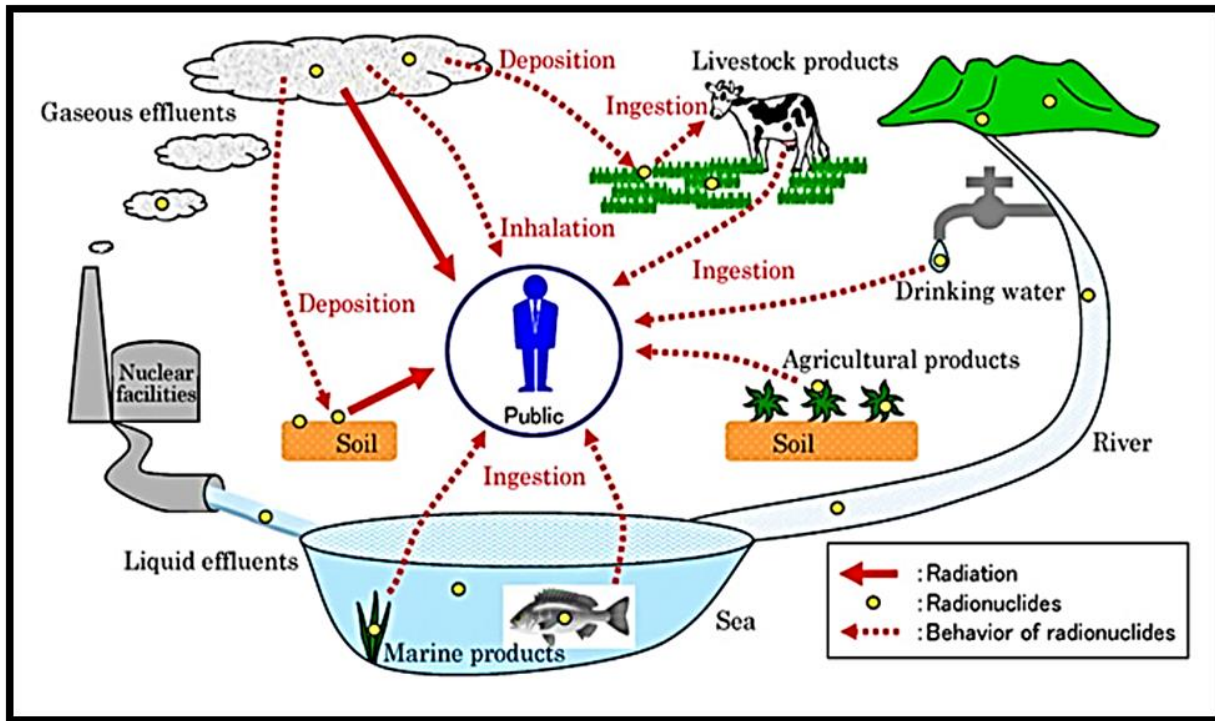 Deposition
Livestock products
Ingestion
Gaseous effluents
Inhalation
Ingestion
Deposition
Drinking water
Agricultural products
Nuclear
facilities
Public
Soil
Soil
River
Ingestion
Liquid effluents
Sea
Marine products
:Radiation
:Radionuclides
:Behavior of radionuclides